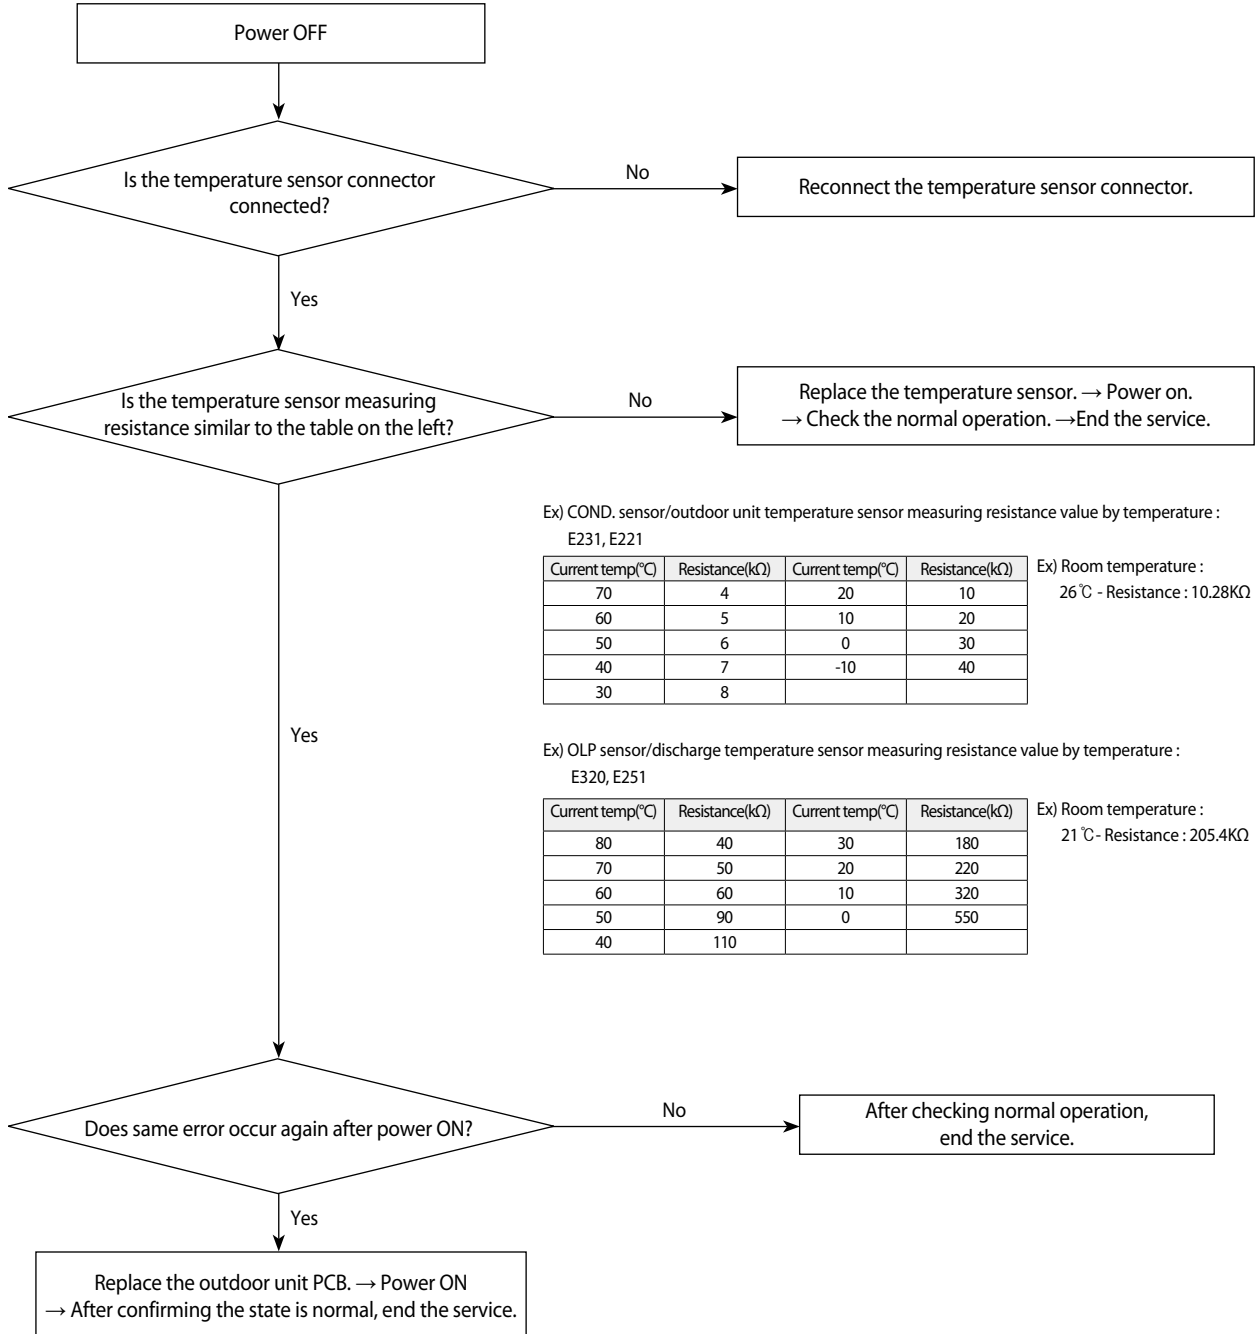 Power OFF
Is the temperature sensor connector
connected?
No
Reconnect the temperature sensor connector.
Yes
Is the temperature sensor measuring
resistance similar to the table on the left?
No
Replace the temperature sensor. → Power on.
→ Check the normal operation. →End the service.
Yes
Ex) COND. sensor/outdoor unit temperature sensor measuring resistance value by temperature :
E231, E221
Current temp(°C) Resistance(kΩ) Current temp(°C) Resistance(kΩ)
70 4 20 10
60 5 10 20
50 6 0 30
40 7 -10 40
30 8
Ex) Room temperature :
26℃ - Resistance : 10.28KΩ
Ex) OLP sensor/discharge temperature sensor measuring resistance value by temperature :
E320, E251
Current temp(°C) Resistance(kΩ) Current temp(°C) Resistance(kΩ)
80 40 30 180
70 50 20 220
60 60 10 320
50 90 0 550
40 110
Ex) Room temperature :
21℃- Resistance : 205.4KΩ
Does same error occur again after power ON?
No
After checking normal operation,
end the service.
Yes
Replace the outdoor unit PCB. → Power ON
→ After confirming the state is normal, end the service.